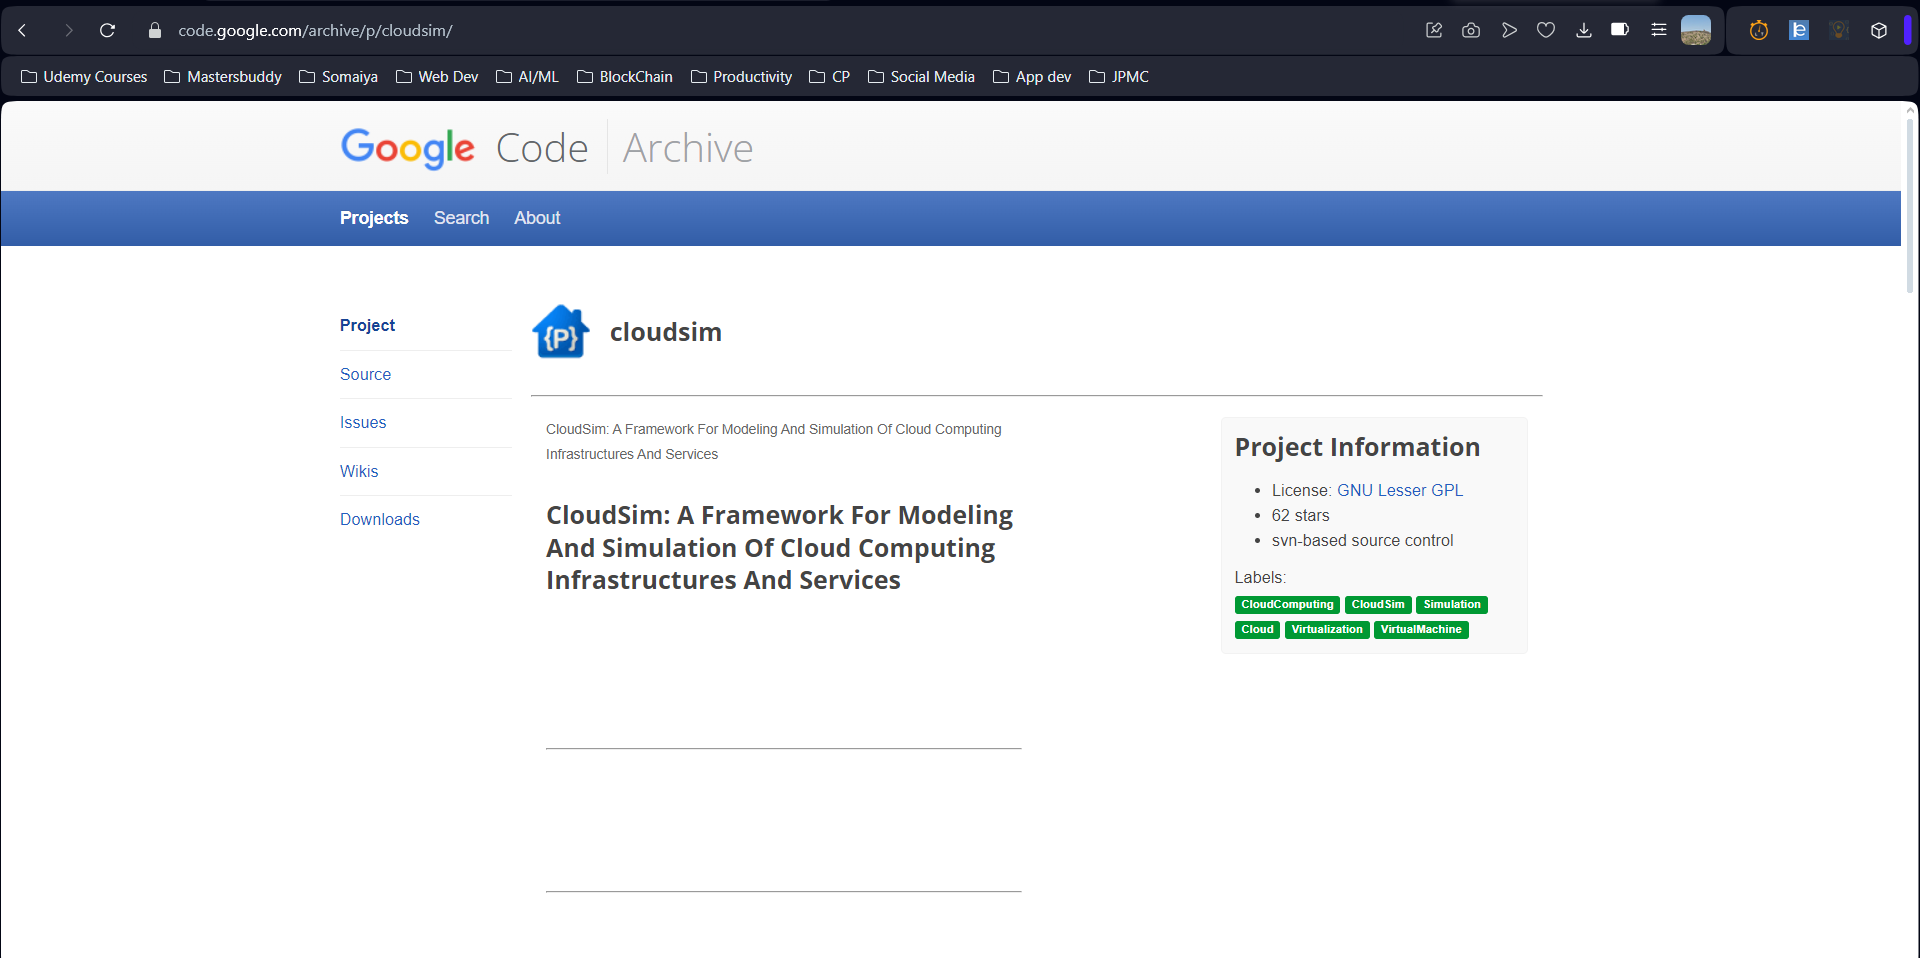 code.google.com/archive/p/cloudsim/
Udemy Courses Mastersbuddy Somaiya Web Dev AI/ML BlockChain Productivity CP Social Media App dev JPMC
Google Code Archive
Projects Search About
Project
Source
Issues
Wikis
Downloads
{P} cloudsim
CloudSim: A Framework For Modeling And Simulation Of Cloud Computing
Infrastructures And Services
CloudSim: A Framework For Modeling
And Simulation Of Cloud Computing
Infrastructures And Services
Project Information
• License: GNU Lesser GPL
• 62 stars
• svn-based source control
Labels:
CloudComputing CloudSim Simulation
Cloud Virtualization VirtualMachine